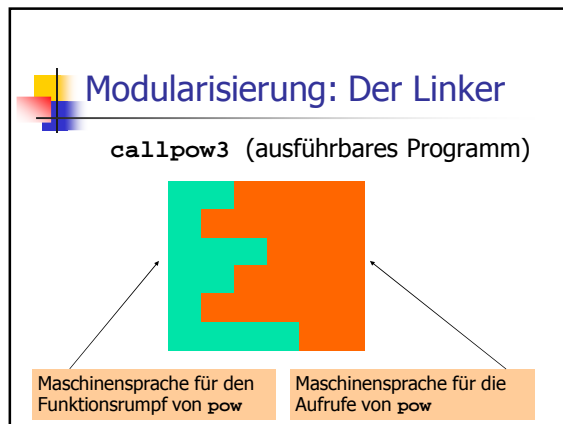 Modularisierung: Der Linker
callpow3 (ausführbares Programm)
Maschinensprache für den
Funktionsrumpf von pow
Maschinensprache für die
Aufrufe von pow